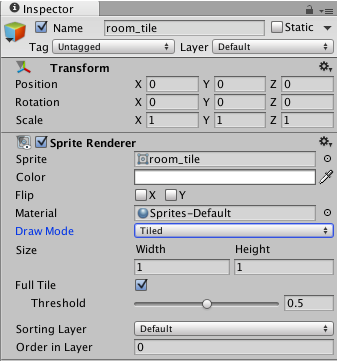 Inspector
Name room_tile Static
Tag Untagged Layer Default
Transform
Position X 0 Y 0 Z 0
Rotation X 0 Y 0 Z 0
Scale X 1 Y 1 Z 1
Sprite Renderer
Sprite room_tile
Color
Flip X Y
Material Sprites-Default
Draw Mode Tiled
Size Width Height
1 1
Full Tile
Threshold 0.5
Sorting Layer Default
Order in Layer 0